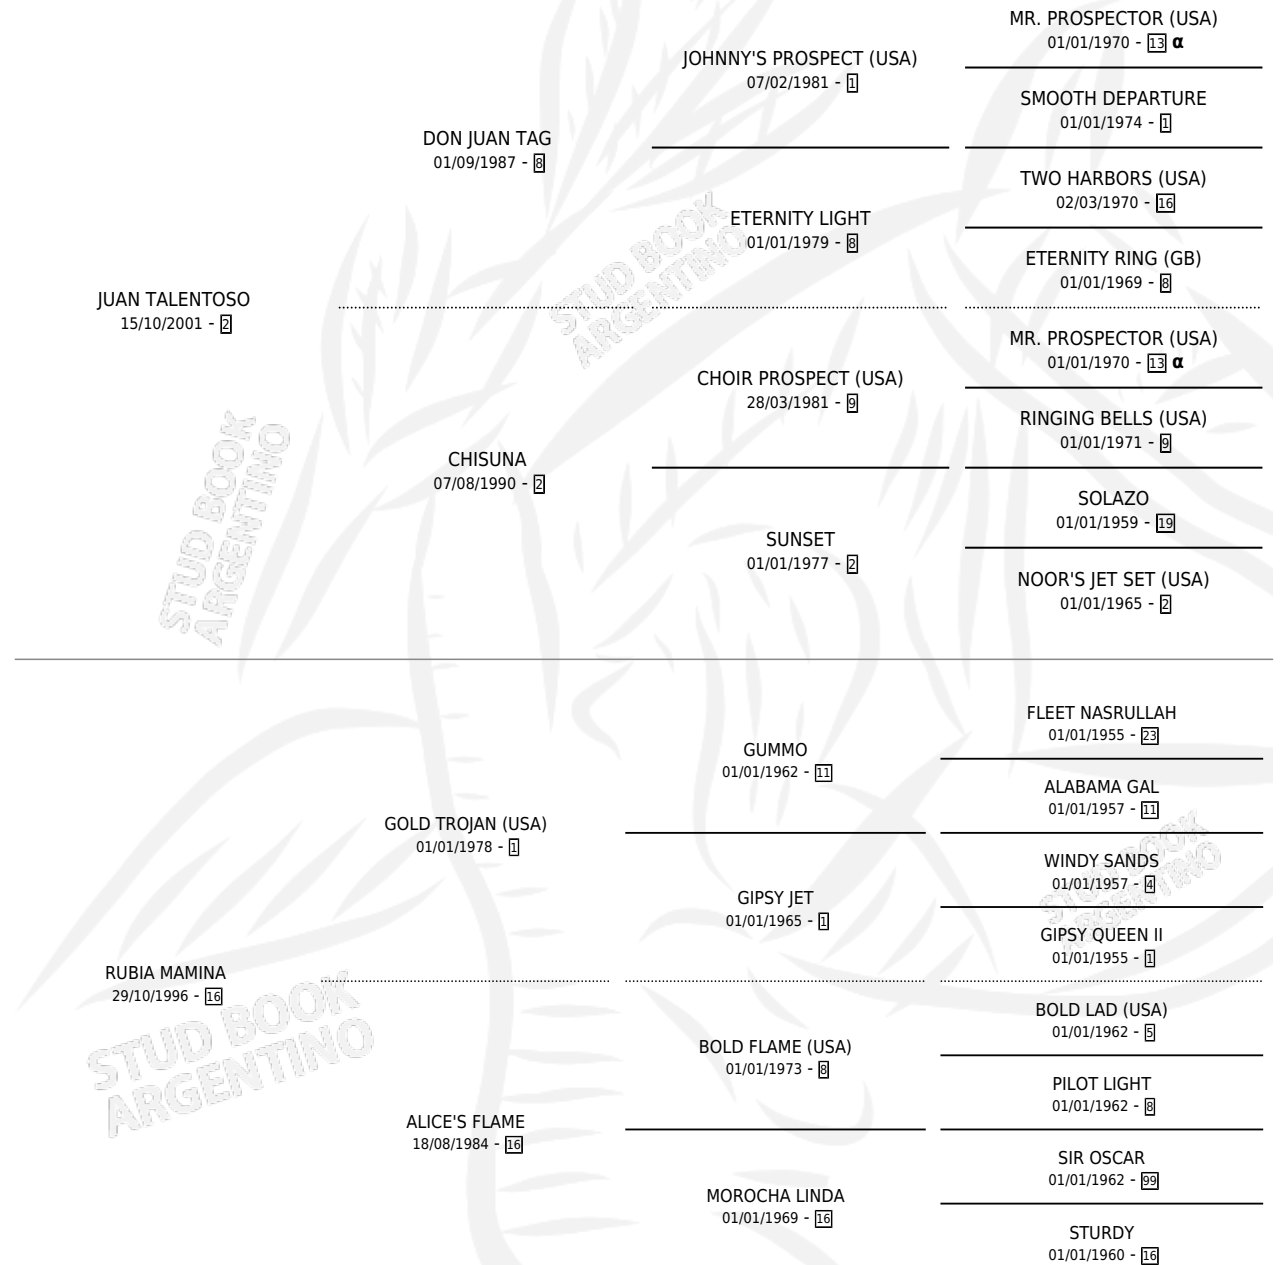 MR. PROSPECTOR (USA)
01/01/1970 - 13 α
JOHNNY'S PROSPECT (USA)
07/02/1981 - 1
SMOOTH DEPARTURE
01/01/1974 - 1
DON JUAN TAG
01/09/1987 - 8
TWO HARBORS (USA)
02/03/1970 - 16
ETERNITY LIGHT
01/01/1979 - 8
ETERNITY RING (GB)
01/01/1969 - 8
JUAN TALENTOSO
15/10/2001 - 2
MR. PROSPECTOR (USA)
01/01/1970 - 13 α
CHOIR PROSPECT (USA)
28/03/1981 - 9
RINGING BELLS (USA)
01/01/1971 - 9
CHISUNA
07/08/1990 - 2
SOLAZO
01/01/1959 - 19
SUNSET
01/01/1977 - 2
NOOR'S JET SET (USA)
01/01/1965 - 2
FLEET NASRULLAH
01/01/1955 - 23
GUMMO
01/01/1962 - 11
ALABAMA GAL
01/01/1957 - 11
GOLD TROJAN (USA)
01/01/1978 - 1
WINDY SANDS
01/01/1957 - 4
GIPSY JET
01/01/1965 - 1
GIPSY QUEEN II
01/01/1955 - 1
RUBIA MAMINA
29/10/1996 - 16
BOLD LAD (USA)
01/01/1962 - 5
BOLD FLAME (USA)
01/01/1973 - 8
PILOT LIGHT
01/01/1962 - 8
ALICE'S FLAME
18/08/1984 - 16
SIR OSCAR
01/01/1962 - 99
MOROCHA LINDA
01/01/1969 - 16
STURDY
01/01/1960 - 16
STUD BOOK
ARGENTINO
STUD BOOK
ARGENTINO
STUD BOOK
ARGENTINO
STUD BOOK
ARGENTINO